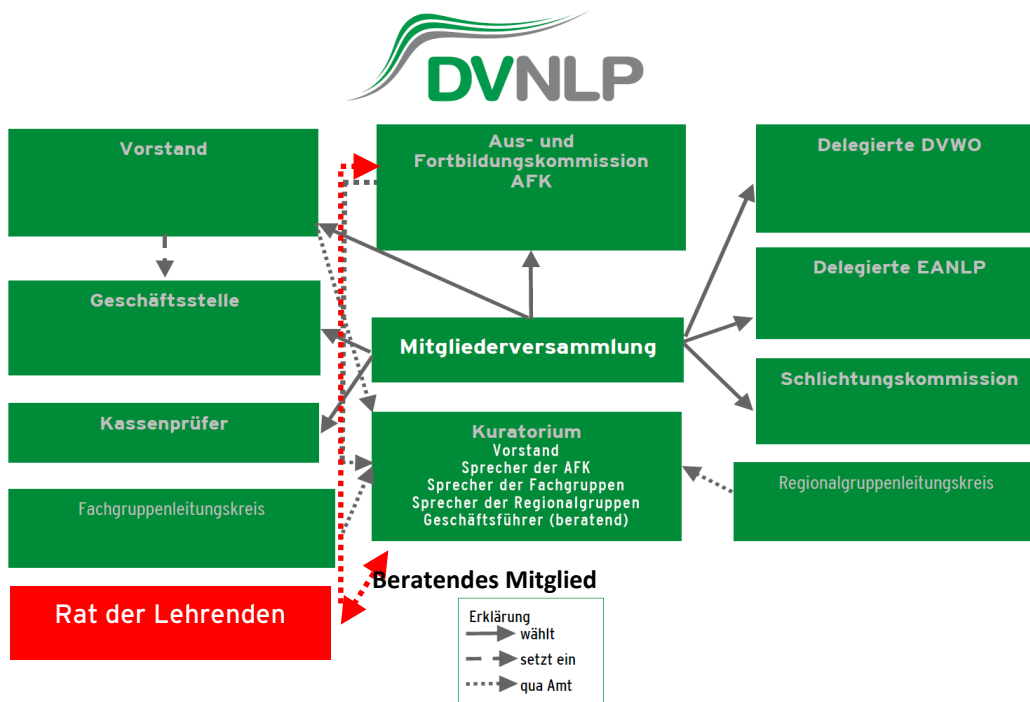 DVNLP
Vorstand
Aus- und
Fortbildungskommission
AFK
Delegierte DVWO
Geschäftsstelle
Delegierte EANLP
Mitgliederversammlung
Schlichtungskommission
Kassenprüfer
Kuratorium
Vorstand
Sprecher der AFK
Sprecher der Fachgruppen
Sprecher der Regionalgruppen
Geschäftsführer (beratend)
Fachgruppenleitungskreis
Regionalgruppenleitungskreis
Beratendes Mitglied
Rat der Lehrenden
Erklärung
wählt
setzt ein
qua Amt